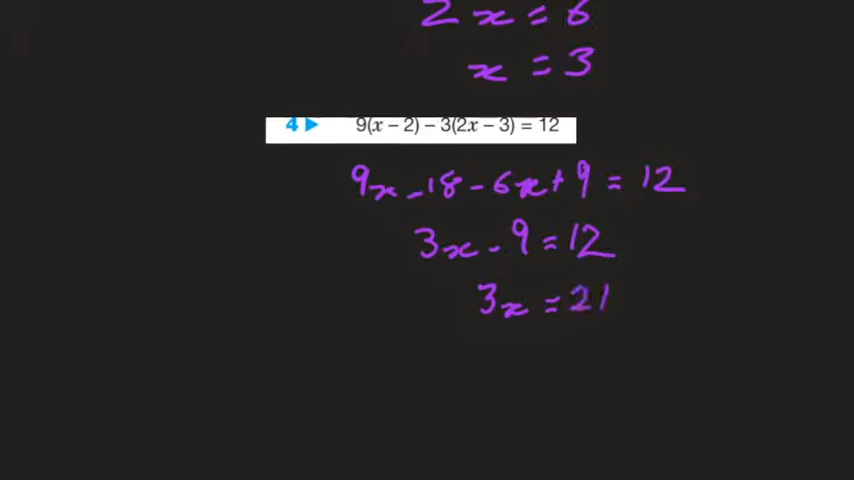 2x = 6
x = 3
4 ▶ 9(x – 2) – 3(2x – 3) = 12
9x - 18 - 6x + 9 = 12
3x - 9 = 12
3x = 21